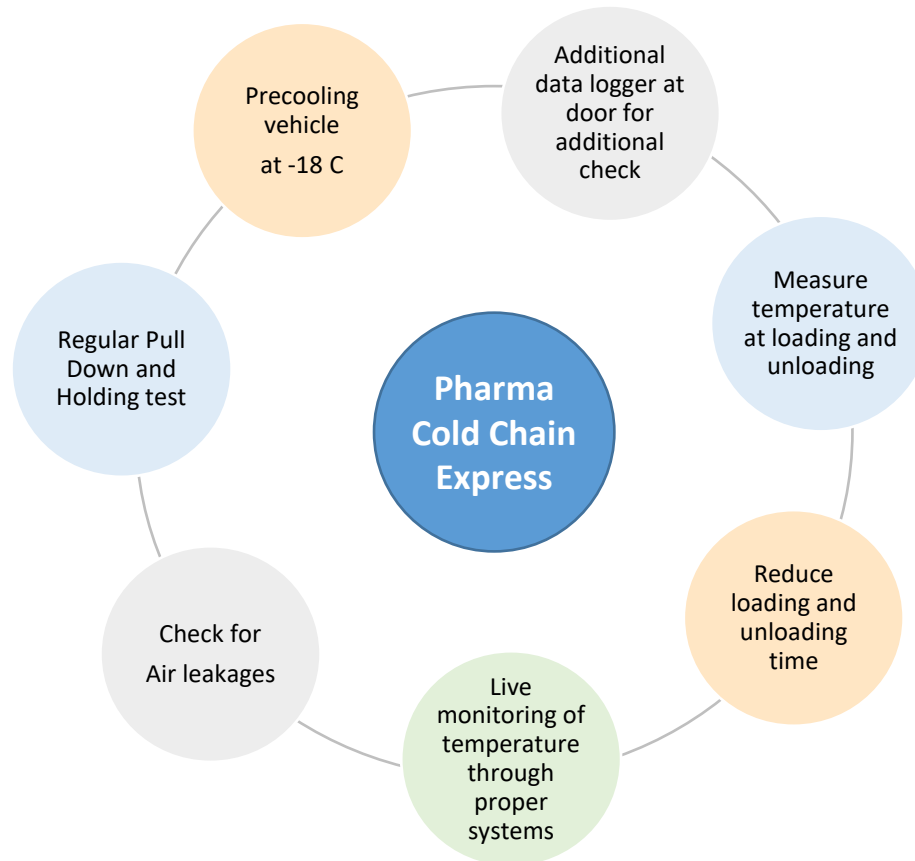 Additional
data logger at
door for
additional
check
Measure
temperature
at loading and
unloading
Reduce
loading and
unloading
time
Live
monitoring of
temperature
through
proper
systems
Check for
Air leakages
Regular Pull
Down and
Holding test
Precooling
vehicle
at -18 C
Pharma
Cold Chain
Express